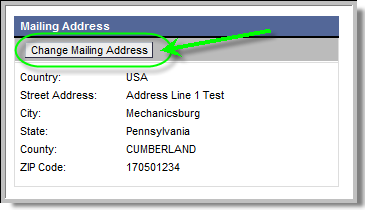 Mailing Address
Change Mailing Address
Country: USA
Street Address: Address Line 1 Test
City: Mechanicsburg
State: Pennsylvania
County: CUMBERLAND
ZIP Code: 170501234